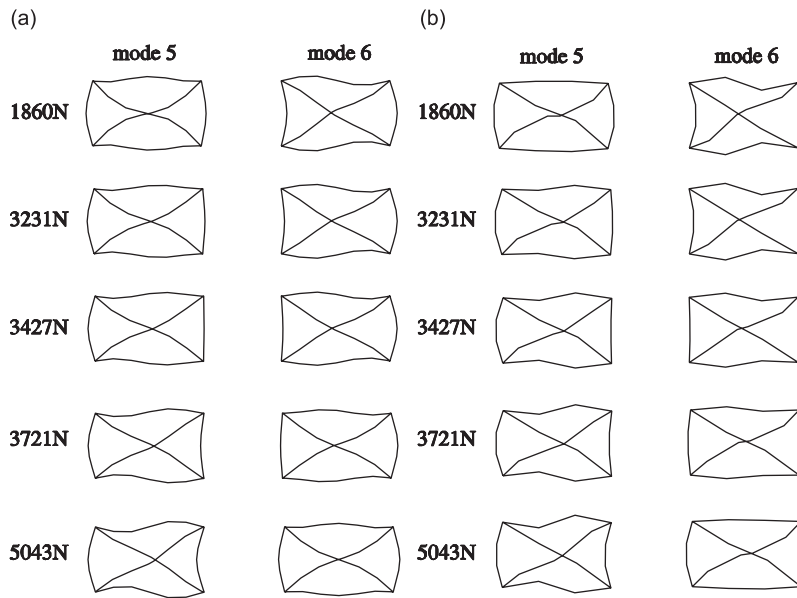 (a) (b)
mode 5 mode 6 mode 5 mode 6
1860N 1860N
3231N 3231N
3427N 3427N
3721N 3721N
5043N 5043N